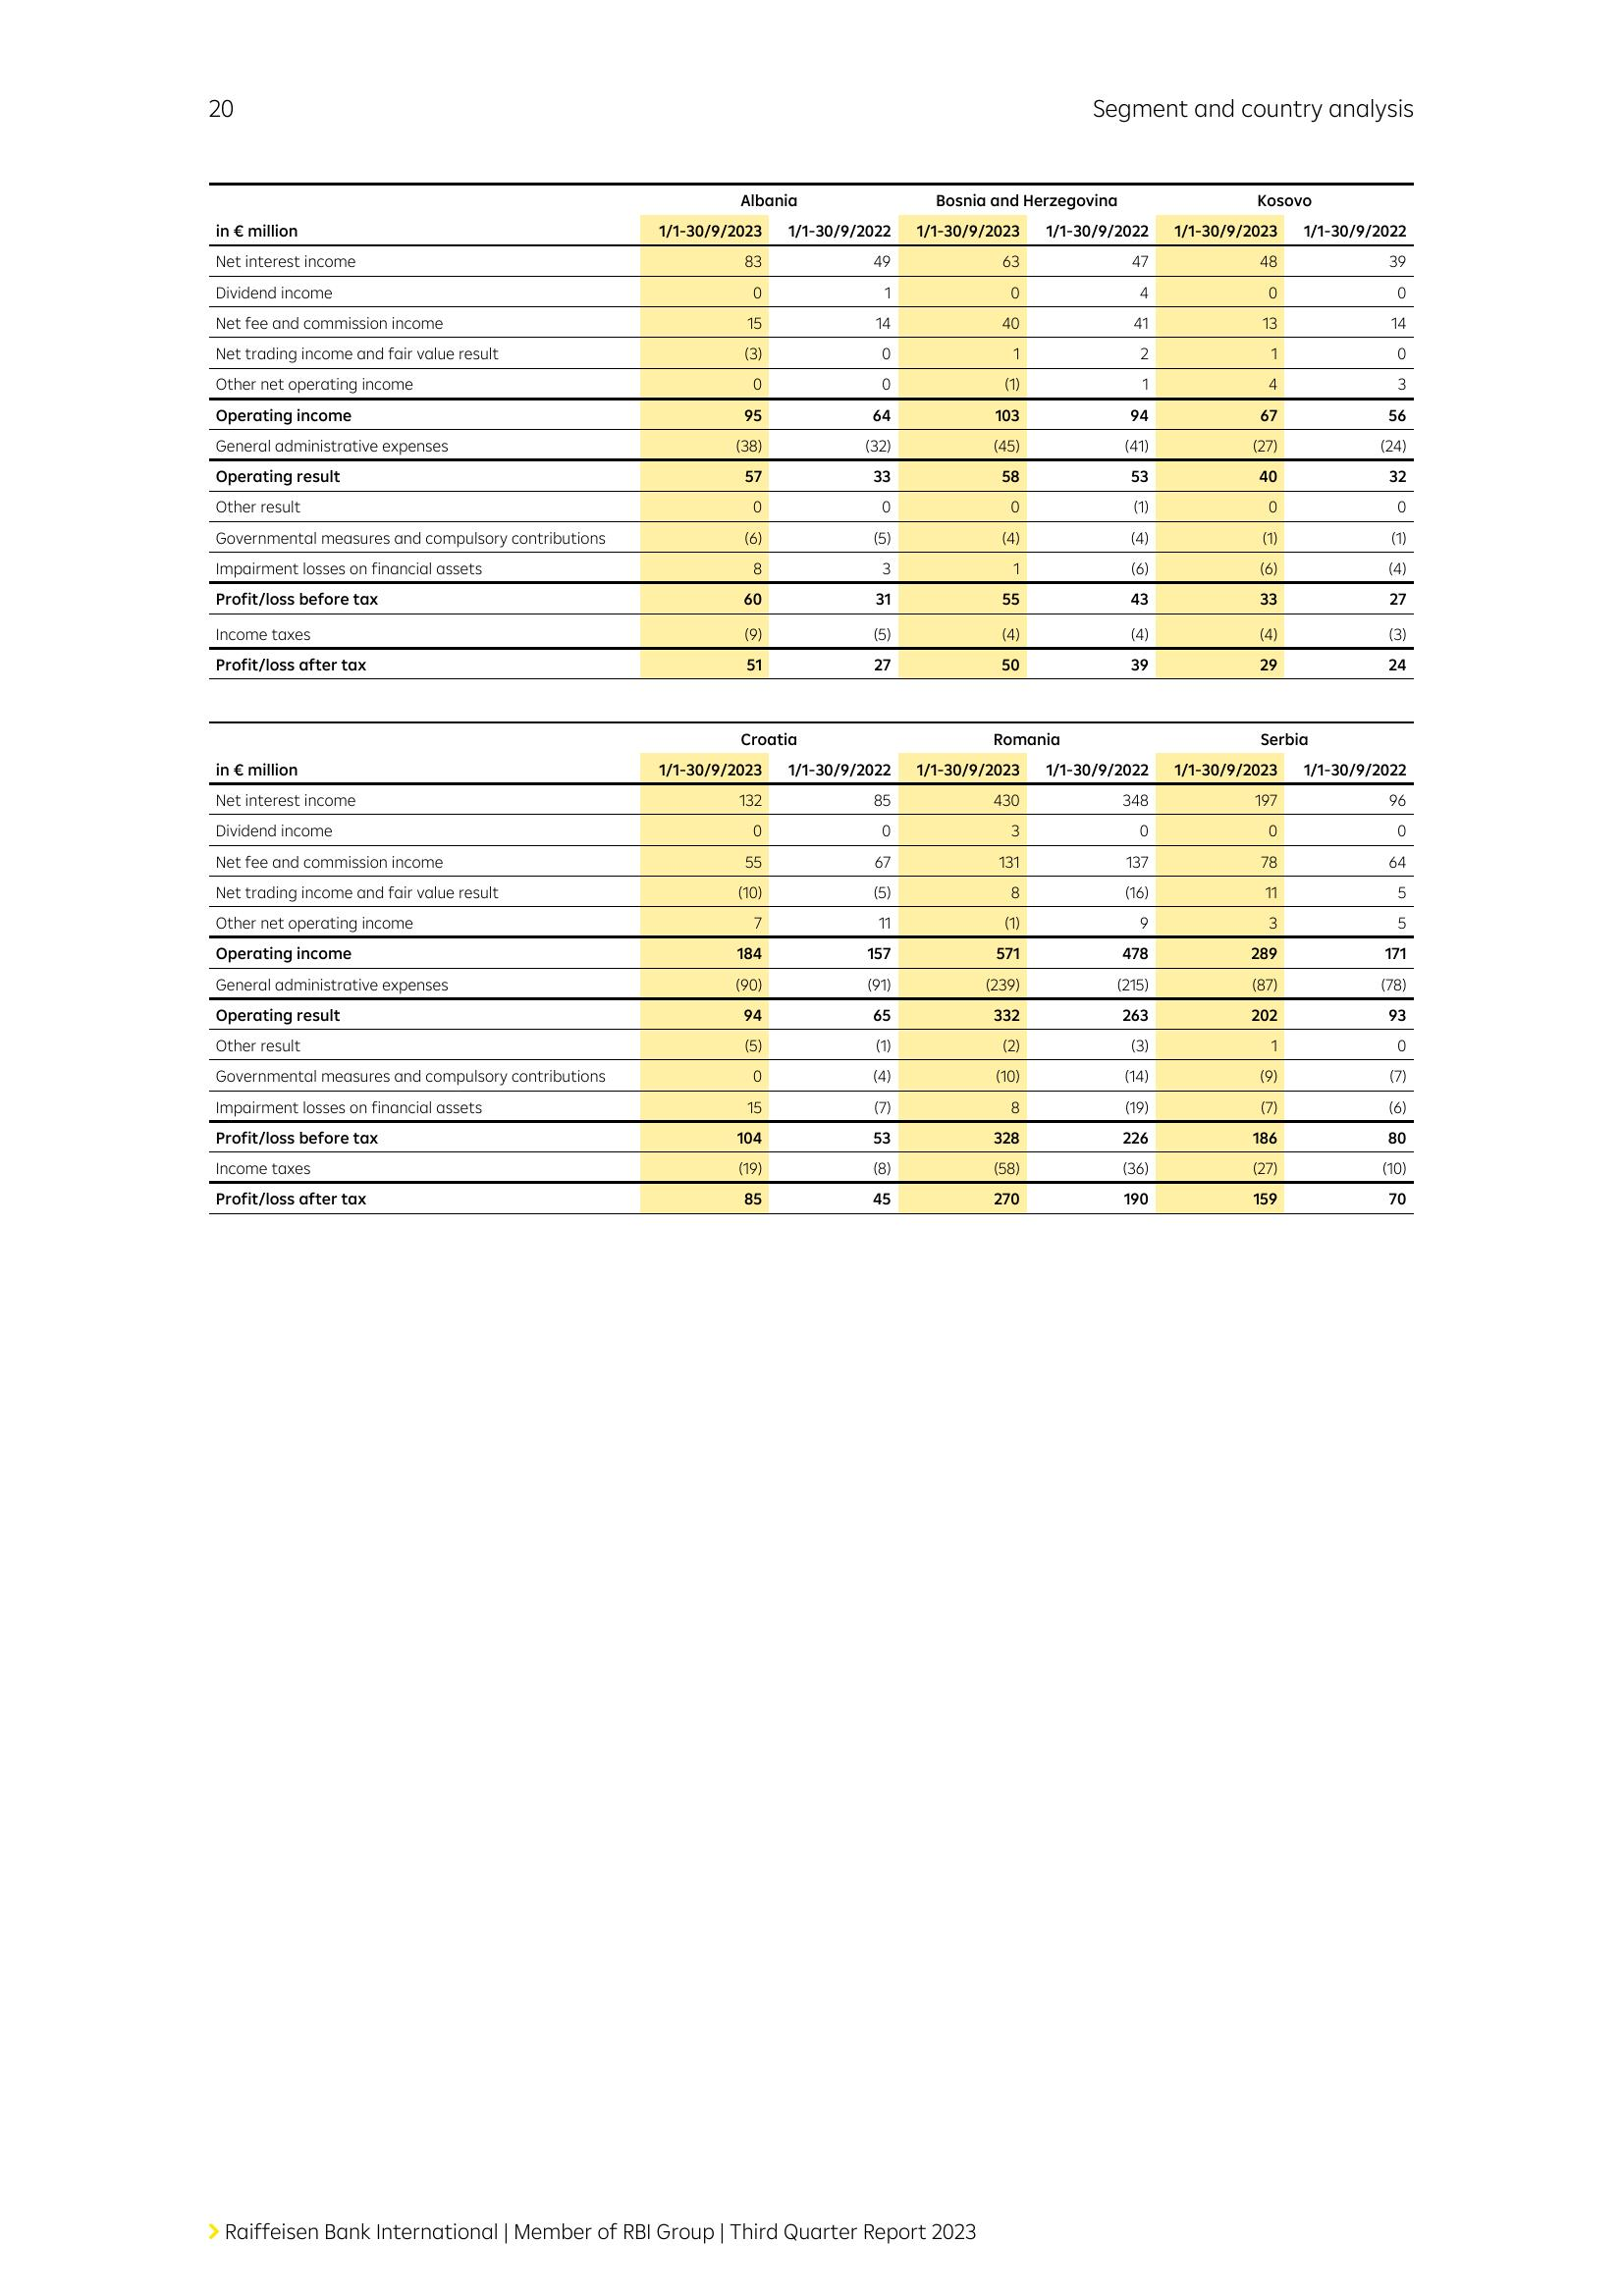 20 Segment and country analysis
Albania Bosnia and Herzegovina Kosovo
in € million 1/1-30/9/2023 1/1-30/9/2022 1/1-30/9/2023 1/1-30/9/2022 1/1-30/9/2023 1/1-30/9/2022
Net interest income 83 49 63 47 48 39
Dividend income 0 1 0 4 0 0
Net fee and commission income 15 14 40 41 13 14
Net trading income and fair value result (3) 0 1 2 1 0
Other net operating income 0 0 (1) 1 4 3
Operating income 95 64 103 94 67 56
General administrative expenses (38) (32) (45) (41) (27) (24)
Operating result 57 33 58 53 40 32
Other result 0 0 0 (1) 0 0
Governmental measures and compulsory contributions (6) (5) (4) (4) (1) (1)
Impairment losses on financial assets 8 3 1 (6) (6) (4)
Profit/loss before tax 60 31 55 43 33 27
Income taxes (9) (5) (4) (4) (4) (3)
Profit/loss after tax 51 27 50 39 29 24
Croatia Romania Serbia
in € million 1/1-30/9/2023 1/1-30/9/2022 1/1-30/9/2023 1/1-30/9/2022 1/1-30/9/2023 1/1-30/9/2022
Net interest income 132 85 430 348 197 96
Dividend income 0 0 3 0 0 0
Net fee and commission income 55 67 131 137 78 64
Net trading income and fair value result (10) (5) 8 (16) 11 5
Other net operating income 7 11 (1) 9 3 5
Operating income 184 157 571 478 289 171
General administrative expenses (90) (91) (239) (215) (87) (78)
Operating result 94 65 332 263 202 93
Other result (5) (1) (2) (3) 1 0
Governmental measures and compulsory contributions 0 (4) (10) (14) (9) (7)
Impairment losses on financial assets 15 (7) 8 (19) (7) (6)
Profit/loss before tax 104 53 328 226 186 80
Income taxes (19) (8) (58) (36) (27) (10)
Profit/loss after tax 85 45 270 190 159 70
Raiffeisen Bank International | Member of RBI Group | Third Quarter Report 2023